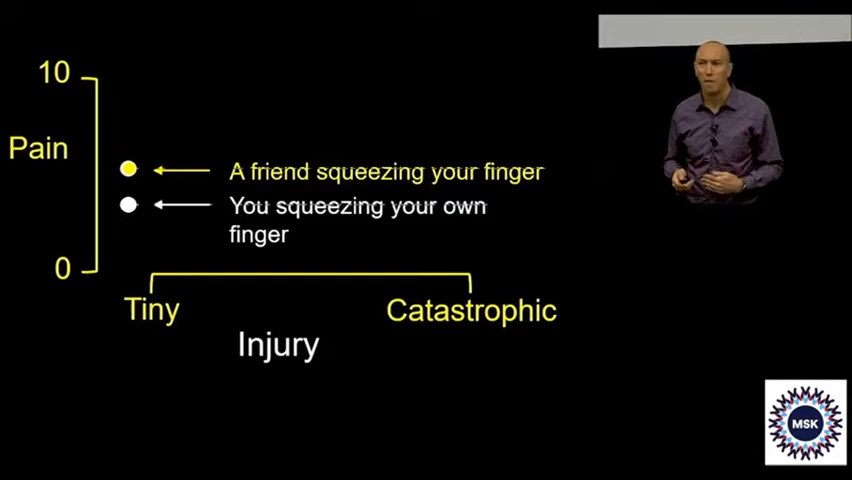 10
Pain
A friend squeezing your finger
You squeezing your own
finger
0
Tiny
Catastrophic
Injury
MSK